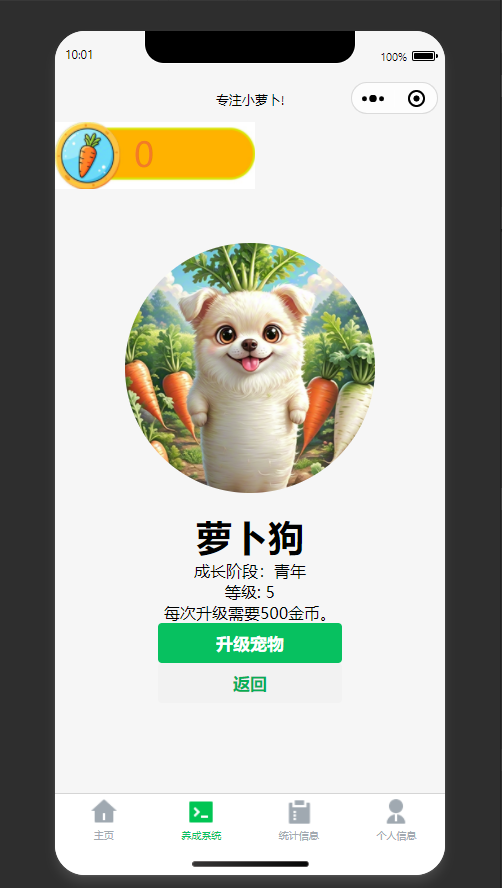 10:01
100%
专注小萝卜!
0
萝卜狗
成长阶段：青年
等级: 5
每次升级需要500金币。
升级宠物
返回
主页
养成系统
统计信息
个人信息